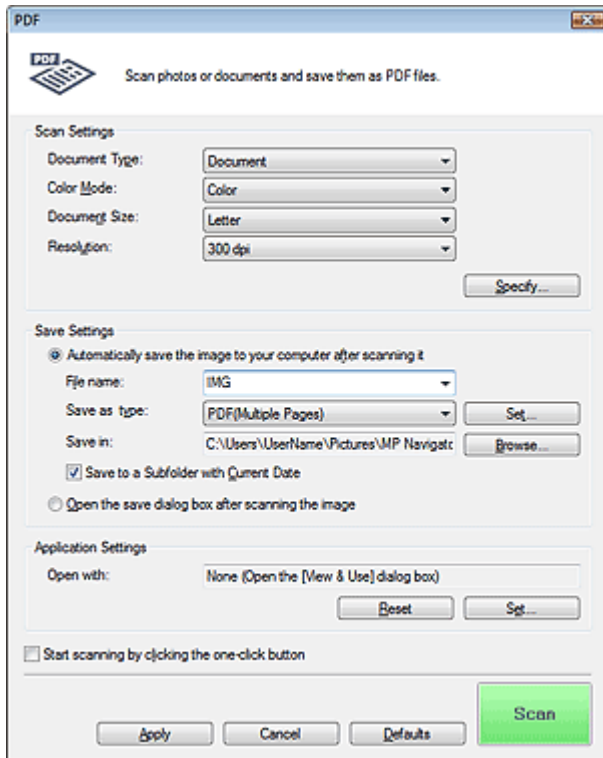 PDF
PDF
Scan photos or documents and save them as PDF files.
Scan Settings
Document Type: Document
Color Mode: Color
Document Size: Letter
Resolution: 300 dpi
Specify...
Save Settings
Automatically save the image to your computer after scanning it
File name: IMG
Save as type: PDF(Multiple Pages) Set...
Save in: C:\Users\UserName\Pictures\MP Navigato Browse...
Save to a Subfolder with Current Date
Open the save dialog box after scanning the image
Application Settings
Open with: None (Open the [View & Use] dialog box)
Reset Set...
Start scanning by clicking the one-click button
Scan
Apply Cancel Defaults